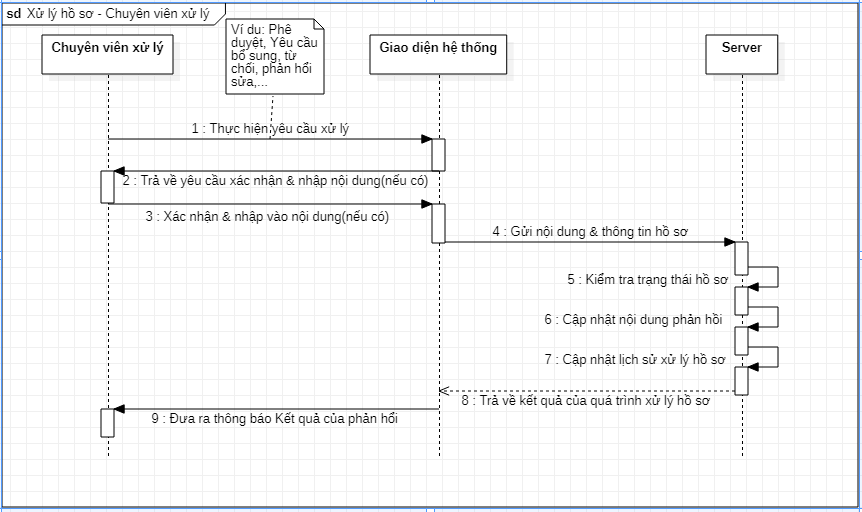 sd Xử lý hồ sơ - Chuyên viên xử lý
Ví du: Phê
duyệt, Yêu cầu
bổ sung, từ
chối, phản hồi
sửa,...
Chuyên viên xử lý
Giao diện hệ thống
Server
1 : Thực hiện yêu cầu xử lý
2 : Trả về yêu cầu xác nhận & nhập nội dung(nếu có)
3 : Xác nhận & nhập vào nội dung(nếu có)
4 : Gửi nội dung & thông tin hồ sơ
5 : Kiểm tra trạng thái hồ sơ
6 : Cập nhật nội dung phản hồi
7 : Cập nhật lịch sử xử lý hồ sơ
8 : Trả về kết quả của quá trình xử lý hồ sơ
9 : Đưa ra thông báo Kết quả của phản hồi